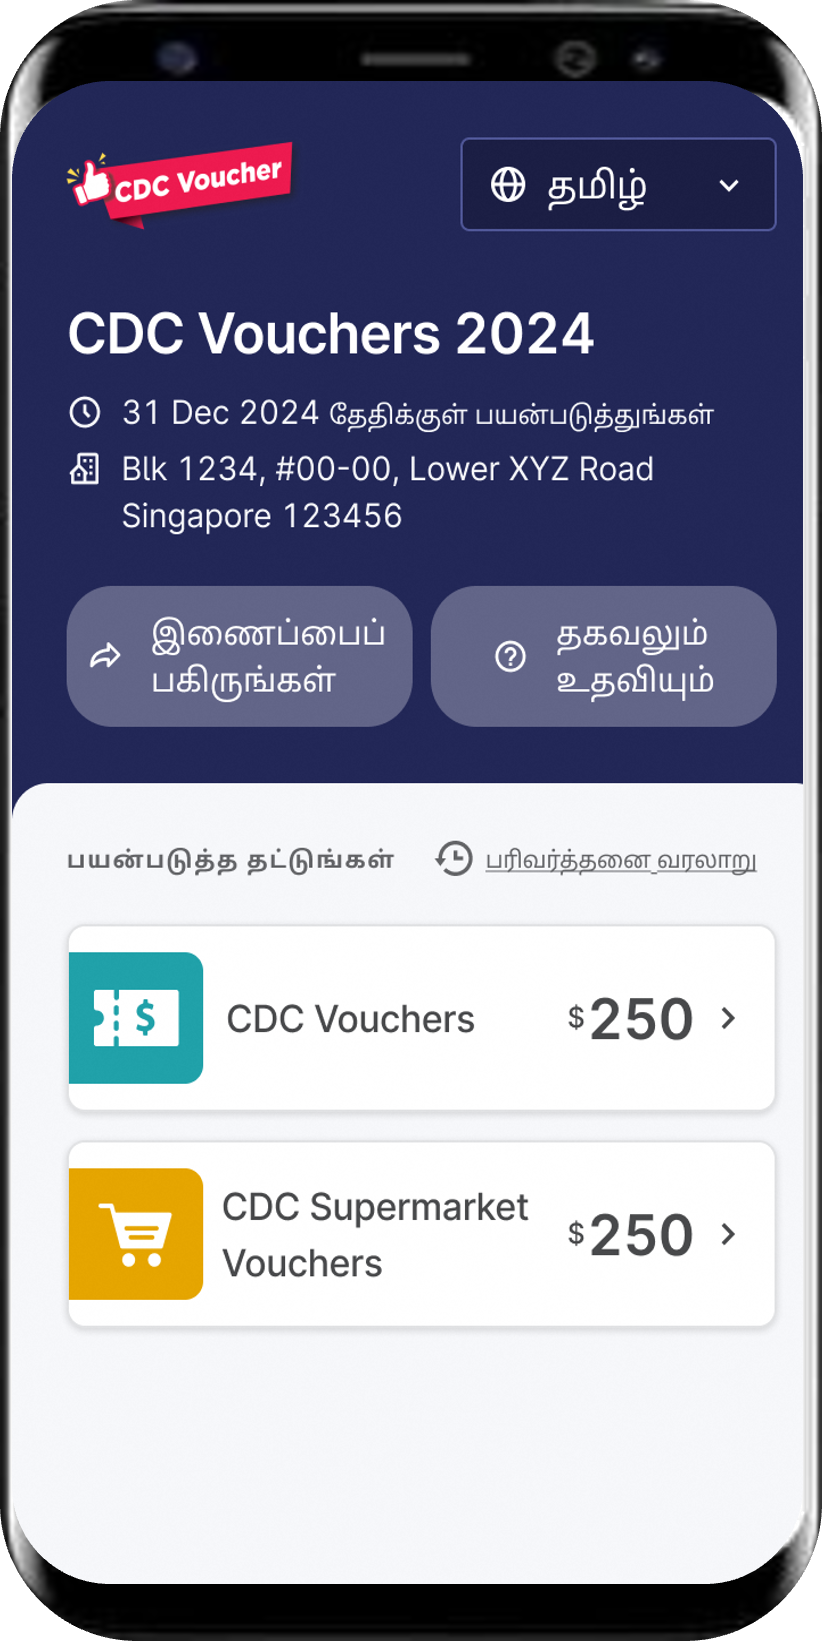 CDC Voucher
தமிழ்
CDC Vouchers 2024
31 Dec 2024 தேதிக்குள் பயன்படுத்துங்கள்
Blk 1234, #00-00, Lower XYZ Road
Singapore 123456
இணைப்பைப்
பகிருங்கள்
தகவலும்
உதவியும்
பயன்படுத்த தட்டுங்கள்
பரிவர்த்தனை வரலாறு
CDC Vouchers
$250
CDC Supermarket
Vouchers
$250